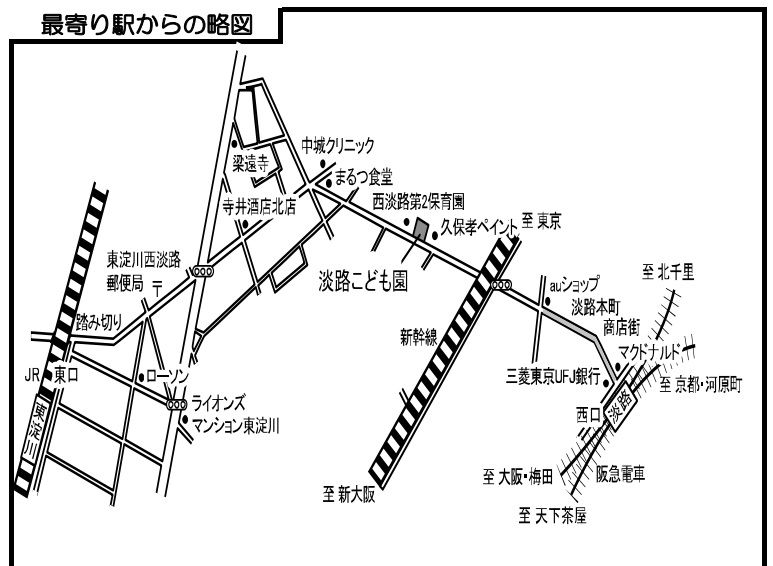 最寄り駅からの略図
中城クリニック
梁遠寺
まるつ食堂
西淡路第2保育園
寺井酒店北店
久保孝ペイント
至 東京
東淀川西淡路
郵便局 〒
淡路こども園
auショップ
至 北千里
淡路本町
商店街
踏み切り
新幹線
マクドナルド
JR 東口
ローソン
三菱東京UFJ銀行
至 京都・河原町
ライオンズ
マンション東淀川
西口
淡路
東淀川
至 大阪・梅田
阪急電車
至 新大阪
至 天下茶屋